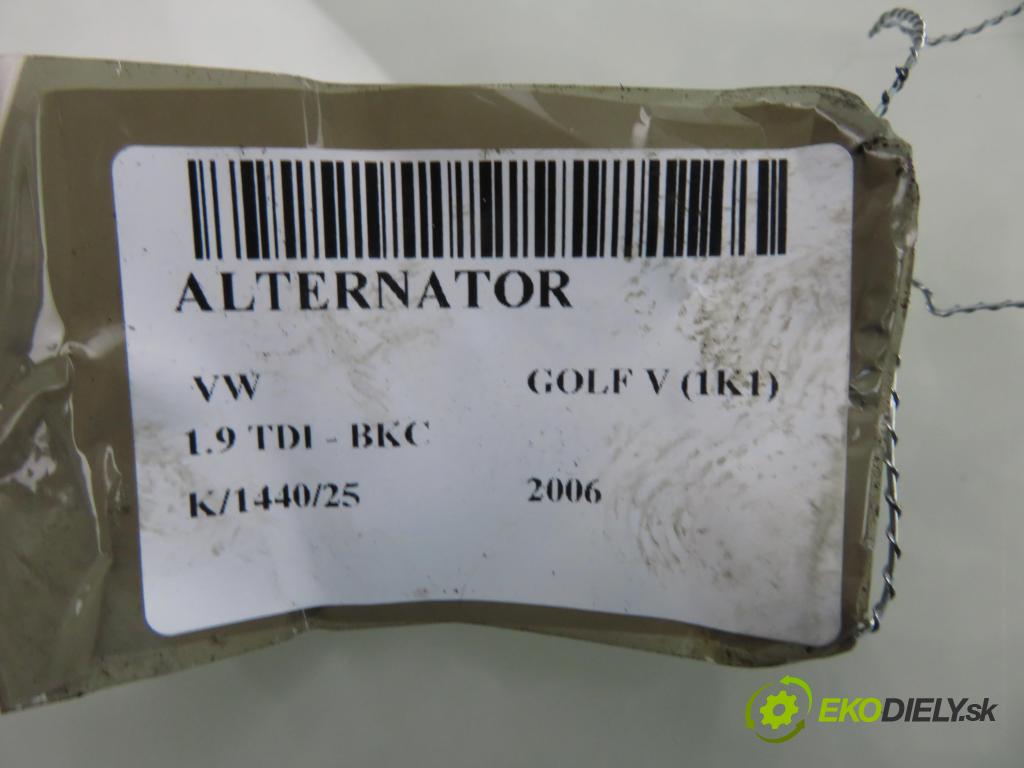 ALTERNATOR
VW GOLF V (1K1)
1.9 TDI - BKC
K/1440/25 2006
EKODIELY.sk